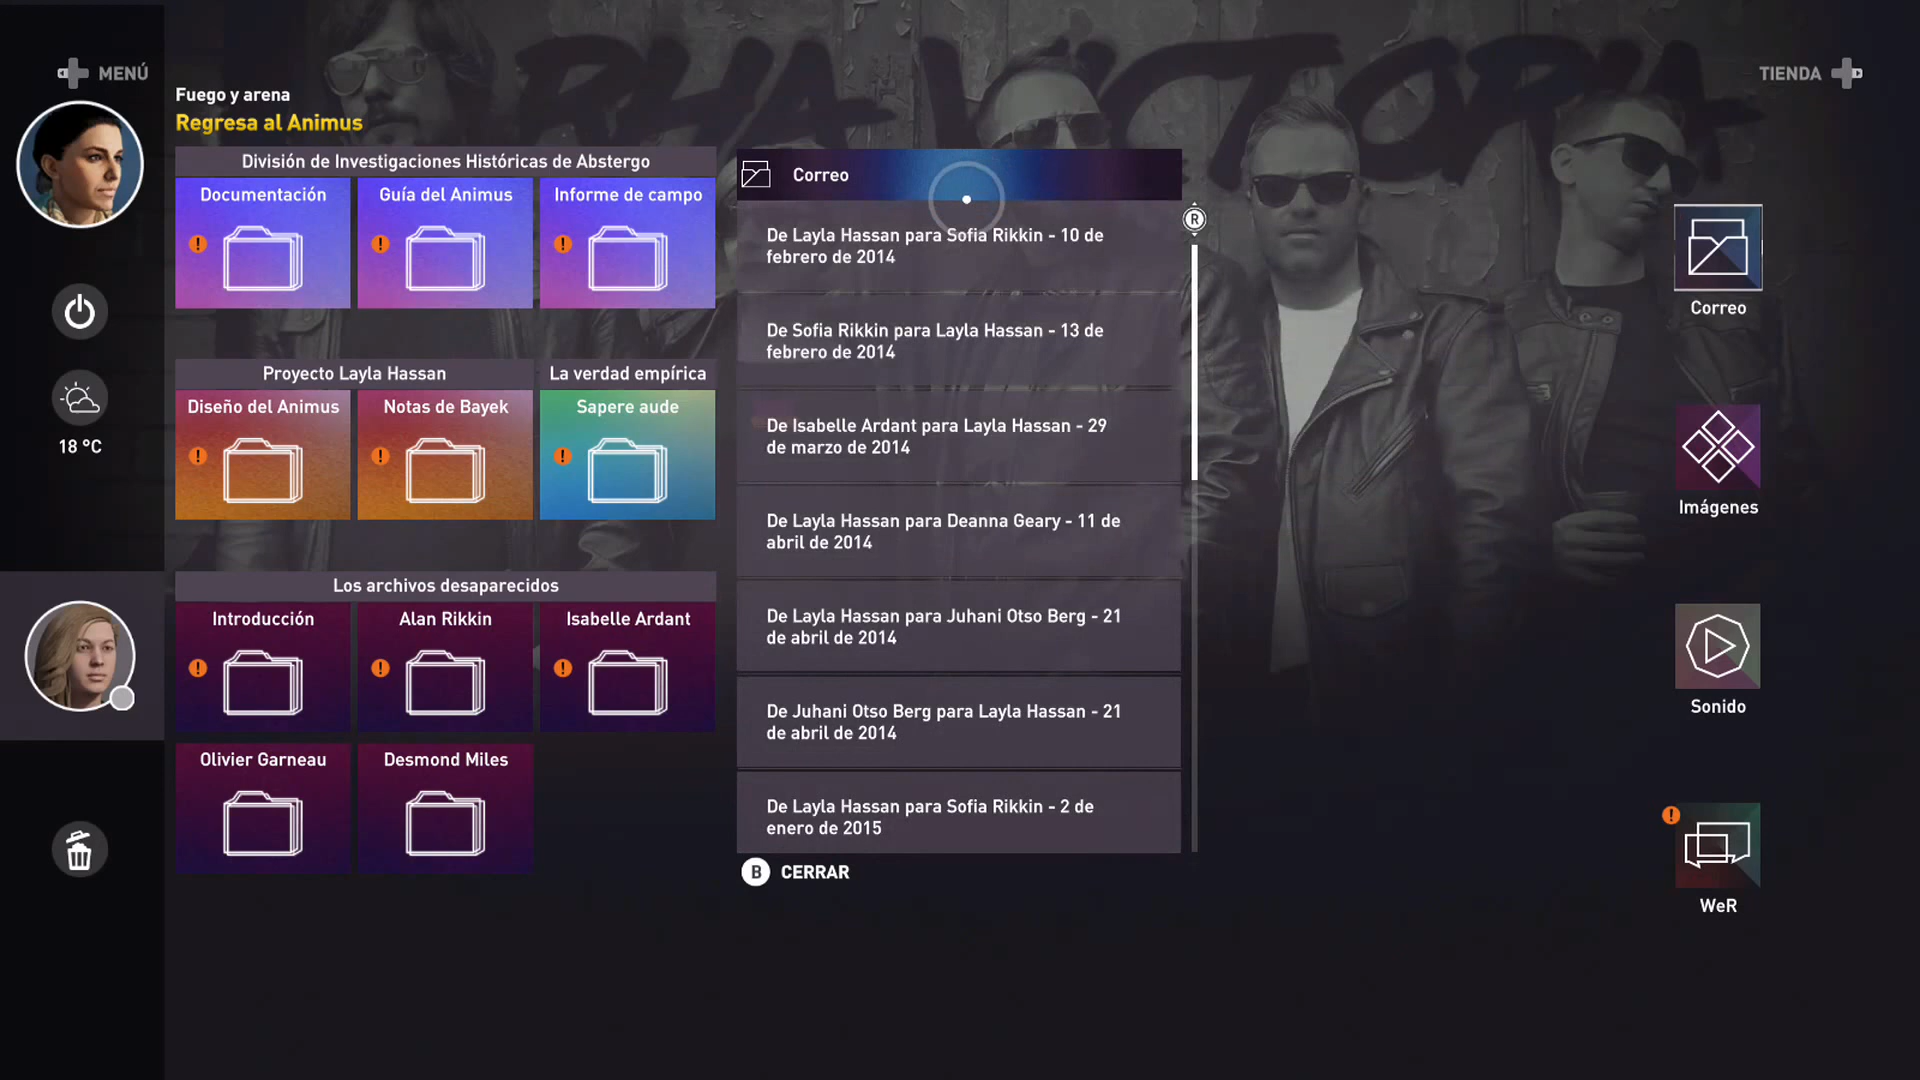 MENÚ
TIENDA
Fuego y arena
Regresa al Animus
División de Investigaciones Históricas de Abstergo
Documentación
Guía del Animus
Informe de campo
Proyecto Layla Hassan
La verdad empírica
Diseño del Animus
Notas de Bayek
Sapere aude
Los archivos desaparecidos
Introducción
Alan Rikkin
Isabelle Ardant
Olivier Garneau
Desmond Miles
18 °C
Correo
R
De Layla Hassan para Sofia Rikkin - 10 de
febrero de 2014
De Sofia Rikkin para Layla Hassan - 13 de
febrero de 2014
De Isabelle Ardant para Layla Hassan - 29
de marzo de 2014
De Layla Hassan para Deanna Geary - 11 de
abril de 2014
De Layla Hassan para Juhani Otso Berg - 21
de abril de 2014
De Juhani Otso Berg para Layla Hassan - 21
de abril de 2014
De Layla Hassan para Sofia Rikkin - 2 de
enero de 2015
B CERRAR
Correo
Imágenes
Sonido
WeR